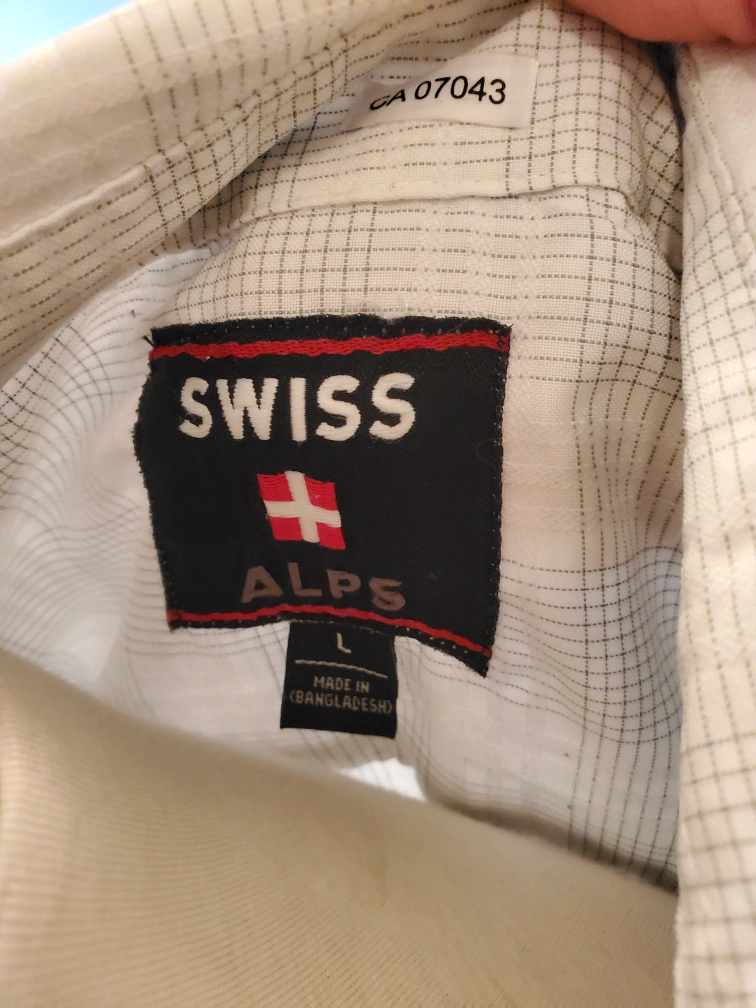 CA 07043
SWISS
ALPS
L
MADE IN
(BANGLADESH)